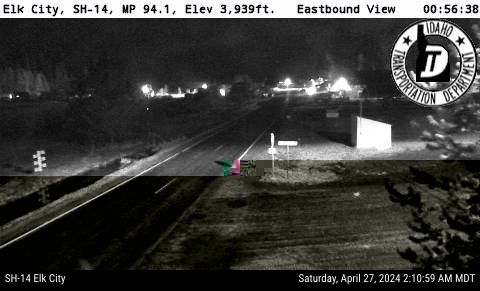 Elk City, SH-14, MP 94.1, Elev 3,939ft. Eastbound View 00:56:38
IDAHO
TRANSPORTATION DEPARTMENT
SH-14 Elk City Saturday, April 27, 2024 2:10:59 AM MDT